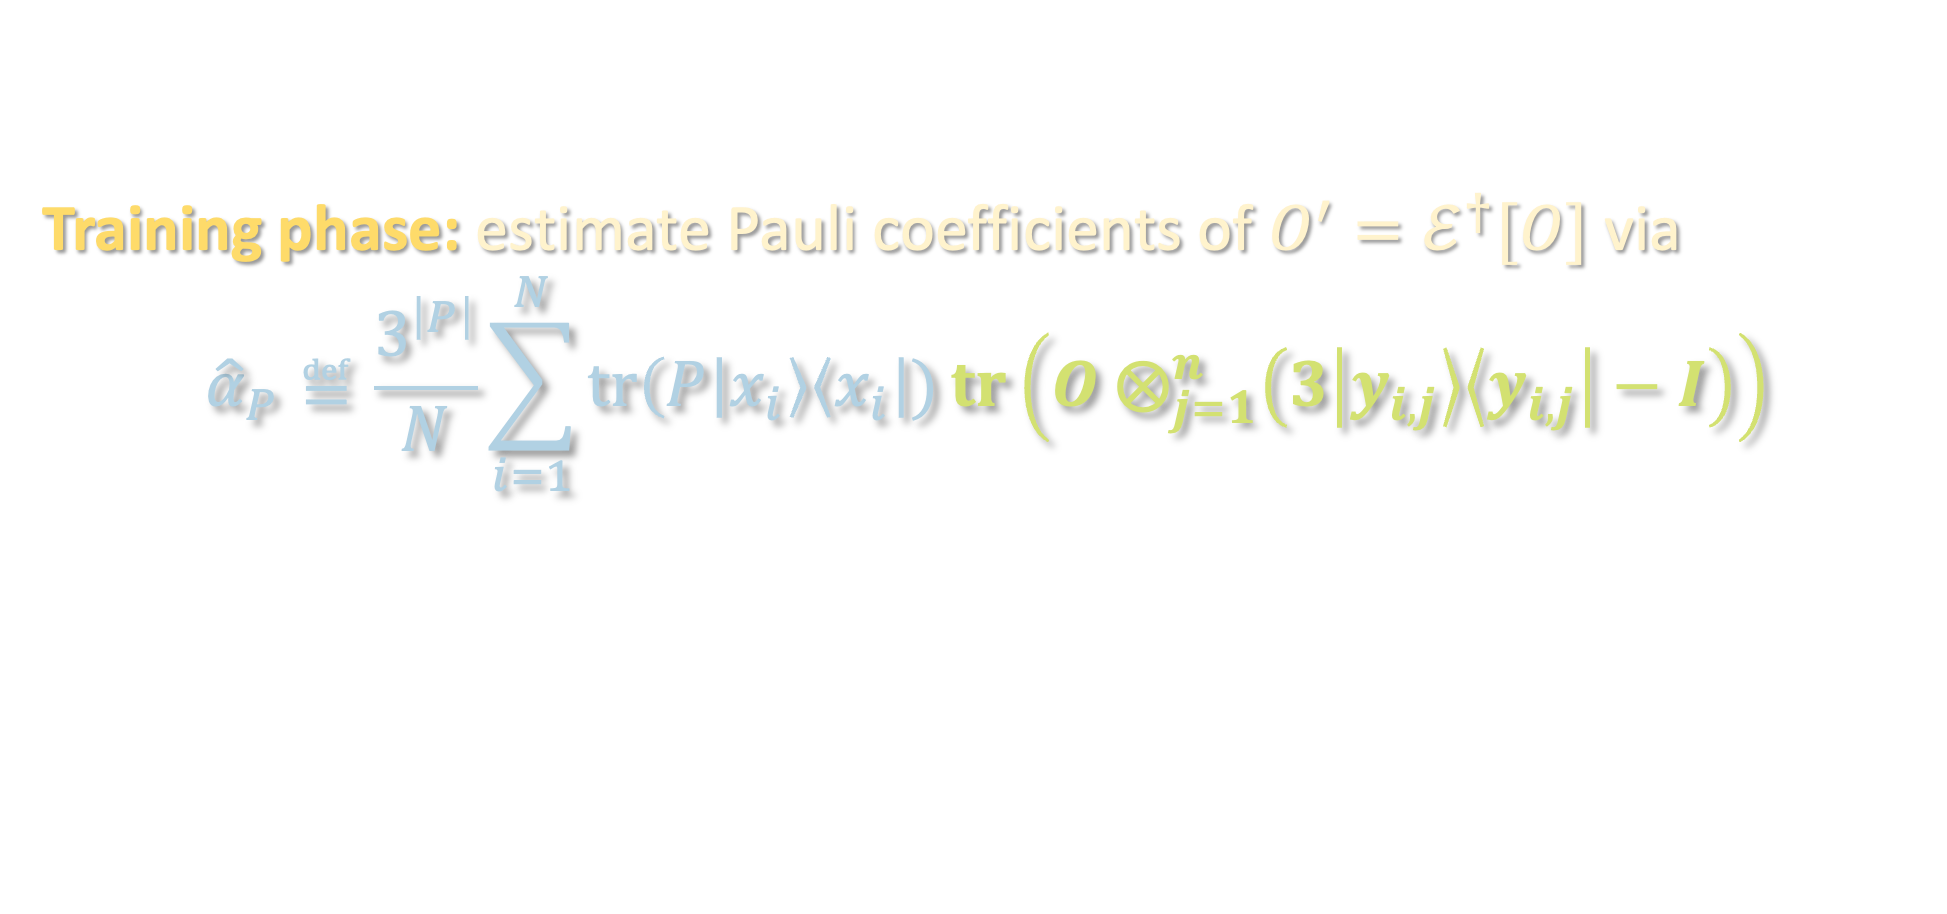 Training phase: estimate Pauli coefficients of O′ = ℰ†[O] via
α̂_P ≝ 3^{|P|}/N ∑_{i=1}^{N} tr(P|x_i⟩⟨x_i|) tr(O ⊗_{j=1}^{n} (3|y_{i,j}⟩⟨y_{i,j}| − I))